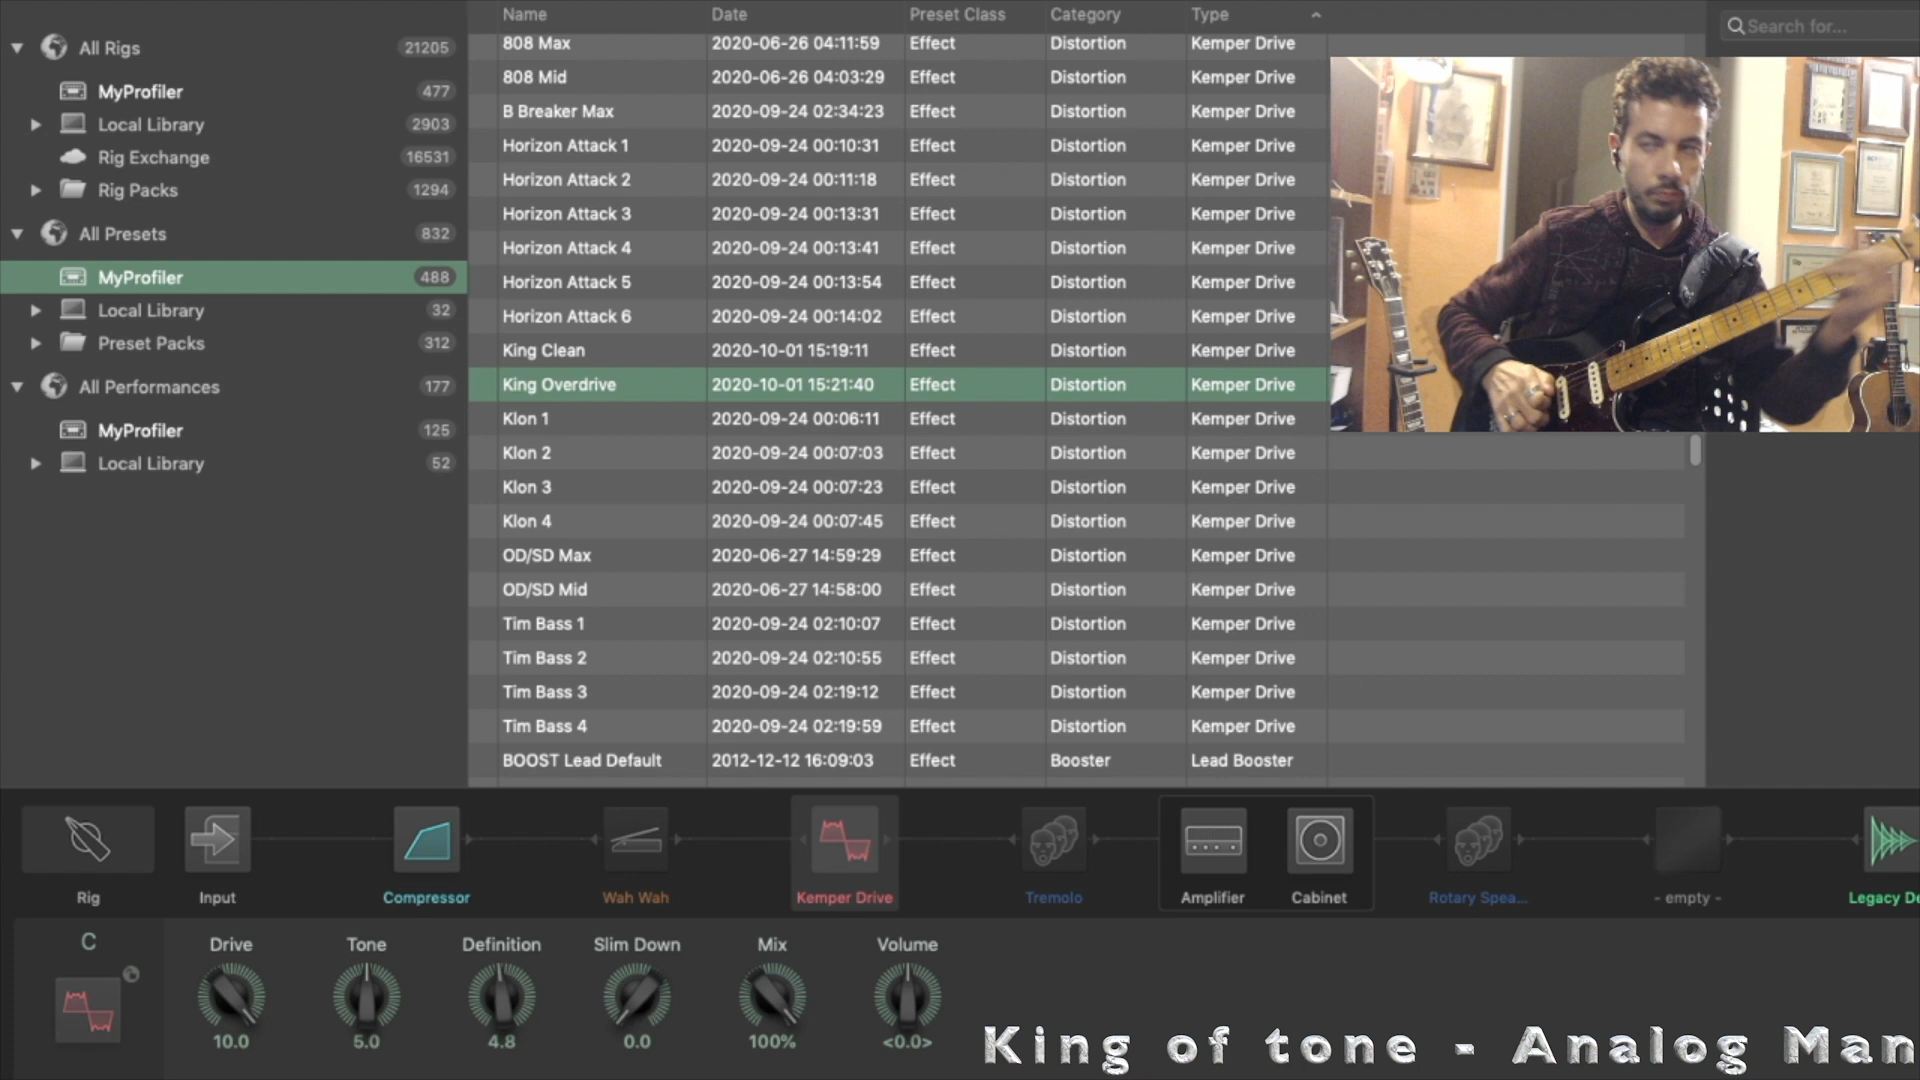 Name Date Preset Class Category Type
Search for...
All Rigs 21205
MyProfiler 477
Local Library 2903
Rig Exchange 16531
Rig Packs 1294
All Presets 832
MyProfiler 488
Local Library 32
Preset Packs 312
All Performances 177
MyProfiler 125
Local Library 52
808 Max 2020-06-26 04:11:59 Effect Distortion Kemper Drive
808 Mid 2020-06-26 04:03:29 Effect Distortion Kemper Drive
B Breaker Max 2020-09-24 02:34:23 Effect Distortion Kemper Drive
Horizon Attack 1 2020-09-24 00:10:31 Effect Distortion Kemper Drive
Horizon Attack 2 2020-09-24 00:11:18 Effect Distortion Kemper Drive
Horizon Attack 3 2020-09-24 00:13:31 Effect Distortion Kemper Drive
Horizon Attack 4 2020-09-24 00:13:41 Effect Distortion Kemper Drive
Horizon Attack 5 2020-09-24 00:13:54 Effect Distortion Kemper Drive
Horizon Attack 6 2020-09-24 00:14:02 Effect Distortion Kemper Drive
King Clean 2020-10-01 15:19:11 Effect Distortion Kemper Drive
King Overdrive 2020-10-01 15:21:40 Effect Distortion Kemper Drive
Klon 1 2020-09-24 00:06:11 Effect Distortion Kemper Drive
Klon 2 2020-09-24 00:07:03 Effect Distortion Kemper Drive
Klon 3 2020-09-24 00:07:23 Effect Distortion Kemper Drive
Klon 4 2020-09-24 00:07:45 Effect Distortion Kemper Drive
OD/SD Max 2020-06-27 14:59:29 Effect Distortion Kemper Drive
OD/SD Mid 2020-06-27 14:58:00 Effect Distortion Kemper Drive
Tim Bass 1 2020-09-24 02:10:07 Effect Distortion Kemper Drive
Tim Bass 2 2020-09-24 02:10:55 Effect Distortion Kemper Drive
Tim Bass 3 2020-09-24 02:19:12 Effect Distortion Kemper Drive
Tim Bass 4 2020-09-24 02:19:59 Effect Distortion Kemper Drive
BOOST Lead Default 2012-12-12 16:09:03 Effect Booster Lead Booster
Rig Input Compressor Wah Wah Kemper Drive Tremolo Amplifier Cabinet Rotary Spea... - empty - Legacy De
C Drive Tone Definition Slim Down Mix Volume
10.0 5.0 4.8 0.0 100% <0.0>
King of tone - Analog Man